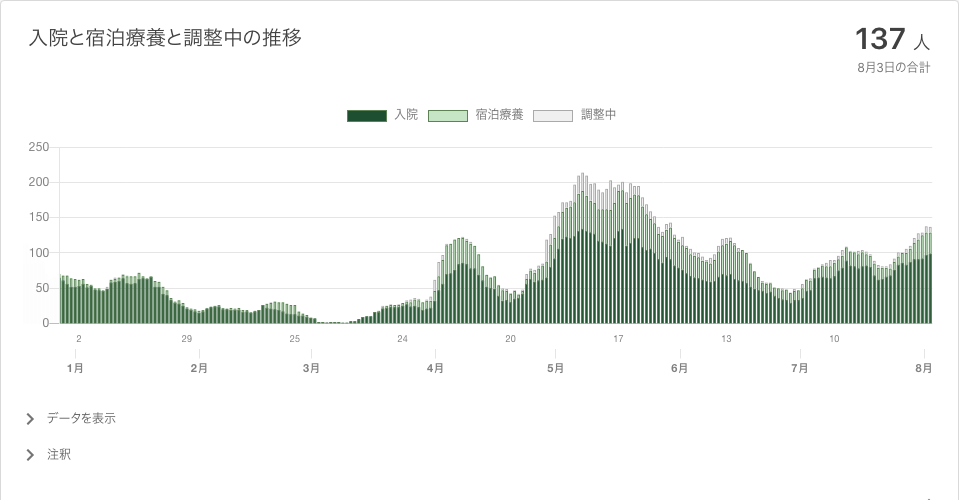 入院と宿泊療養と調整中の推移
137 人
8月3日の合計
入院 宿泊療養 調整中
250
200
150
100
50
0
2 29 25 24 20 17 13 10
1月 2月 3月 4月 5月 6月 7月 8月
データを表示
注釈